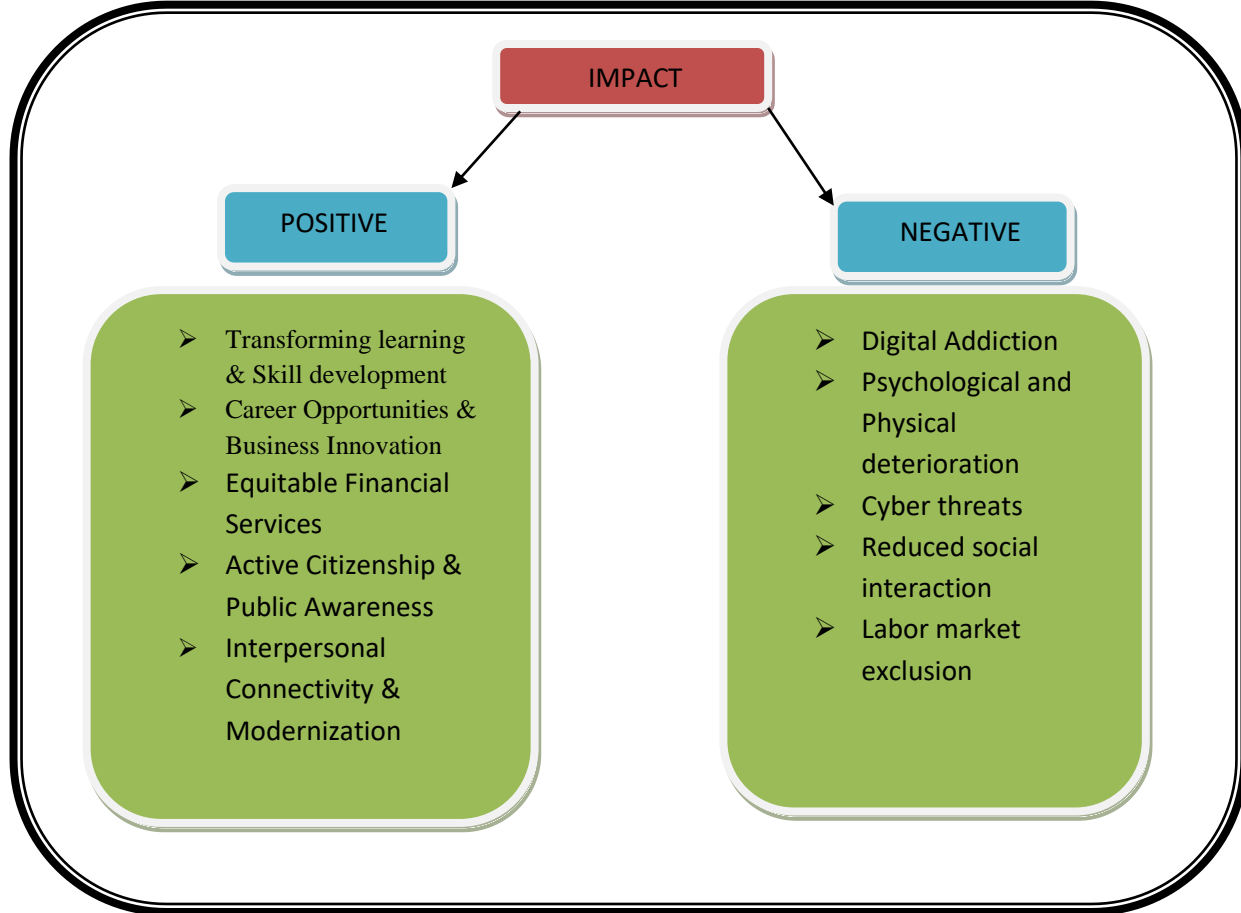 IMPACT
POSITIVE
NEGATIVE
➢ Transforming learning
& Skill development
➢ Career Opportunities &
Business Innovation
➢ Equitable Financial
Services
➢ Active Citizenship &
Public Awareness
➢ Interpersonal
Connectivity &
Modernization
➢ Digital Addiction
➢ Psychological and
Physical
deterioration
➢ Cyber threats
➢ Reduced social
interaction
➢ Labor market
exclusion